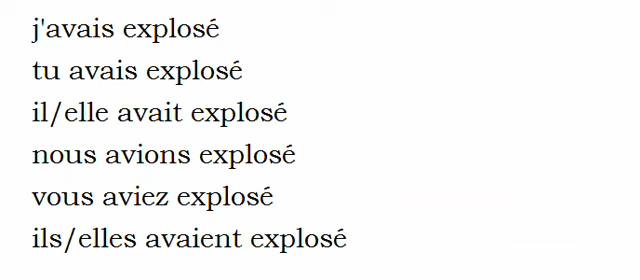 j'avais explosé
tu avais explosé
il/elle avait explosé
nous avions explosé
vous aviez explosé
ils/elles avaient explosé